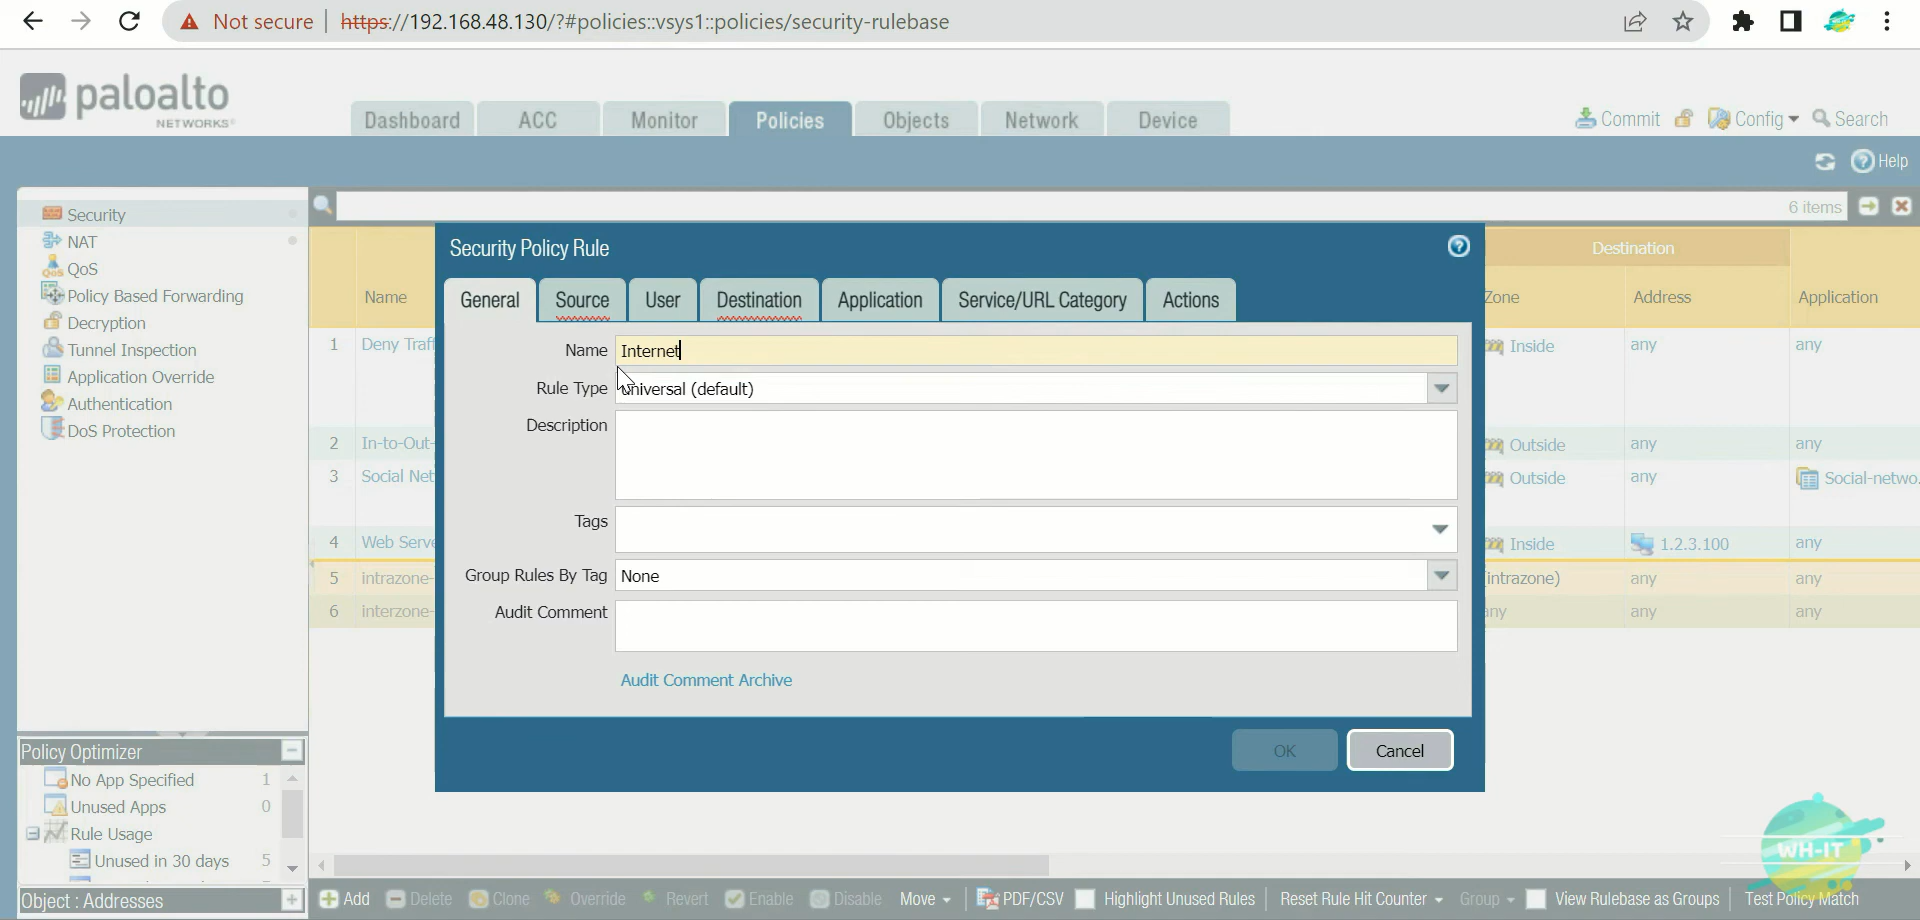 Not secure | https://192.168.48.130/?#policies::vsys1::policies/security-rulebase
paloalto
NETWORKS
Dashboard ACC Monitor Policies Objects Network Device
Commit Config Search
Help
Security
NAT
QoS
Policy Based Forwarding
Decryption
Tunnel Inspection
Application Override
Authentication
DoS Protection
6 items
Name
Destination
Zone Address Application
1 Deny Traff Inside any any
2 In-to-Out- Outside any any
3 Social Net Outside any Social-netwo.
4 Web Serve Inside 1.2.3.100 any
5 intrazone- (intrazone) any any
6 interzone- any any any
Security Policy Rule
General Source User Destination Application Service/URL Category Actions
Name Internet
Rule Type universal (default)
Description
Tags
Group Rules By Tag None
Audit Comment
Audit Comment Archive
OK Cancel
Policy Optimizer
No App Specified 1
Unused Apps 0
Rule Usage
Unused in 30 days 5
Object : Addresses
Add Delete Clone Override Revert Enable Disable Move PDF/CSV Highlight Unused Rules Reset Rule Hit Counter Group View Rulebase as Groups Test Policy Match
WH-IT